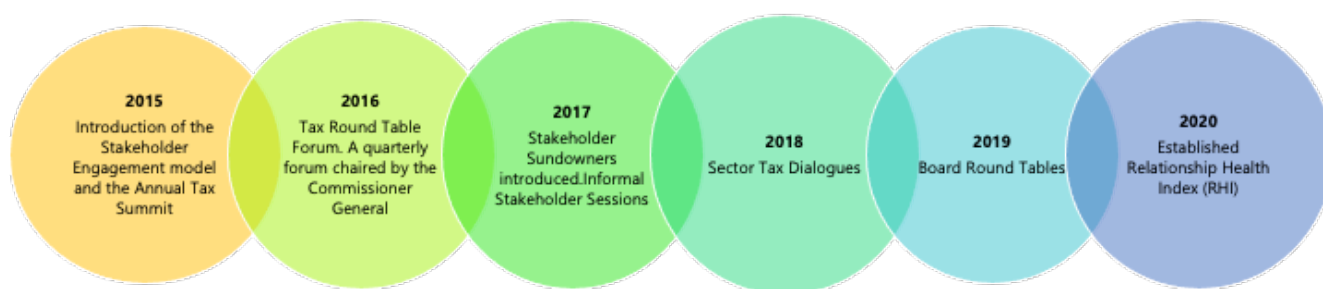 2015
Introduction of the
Stakeholder
Engagement model
and the Annual Tax
Summit
2016
Tax Round Table
Forum. A quarterly
forum chaired by the
Commissioner
General
2017
Stakeholder
Sundowners
introduced.Informal
Stakeholder Sessions
2018
Sector Tax Dialogues
2019
Board Round Tables
2020
Established
Relationship Health
Index (RHI)